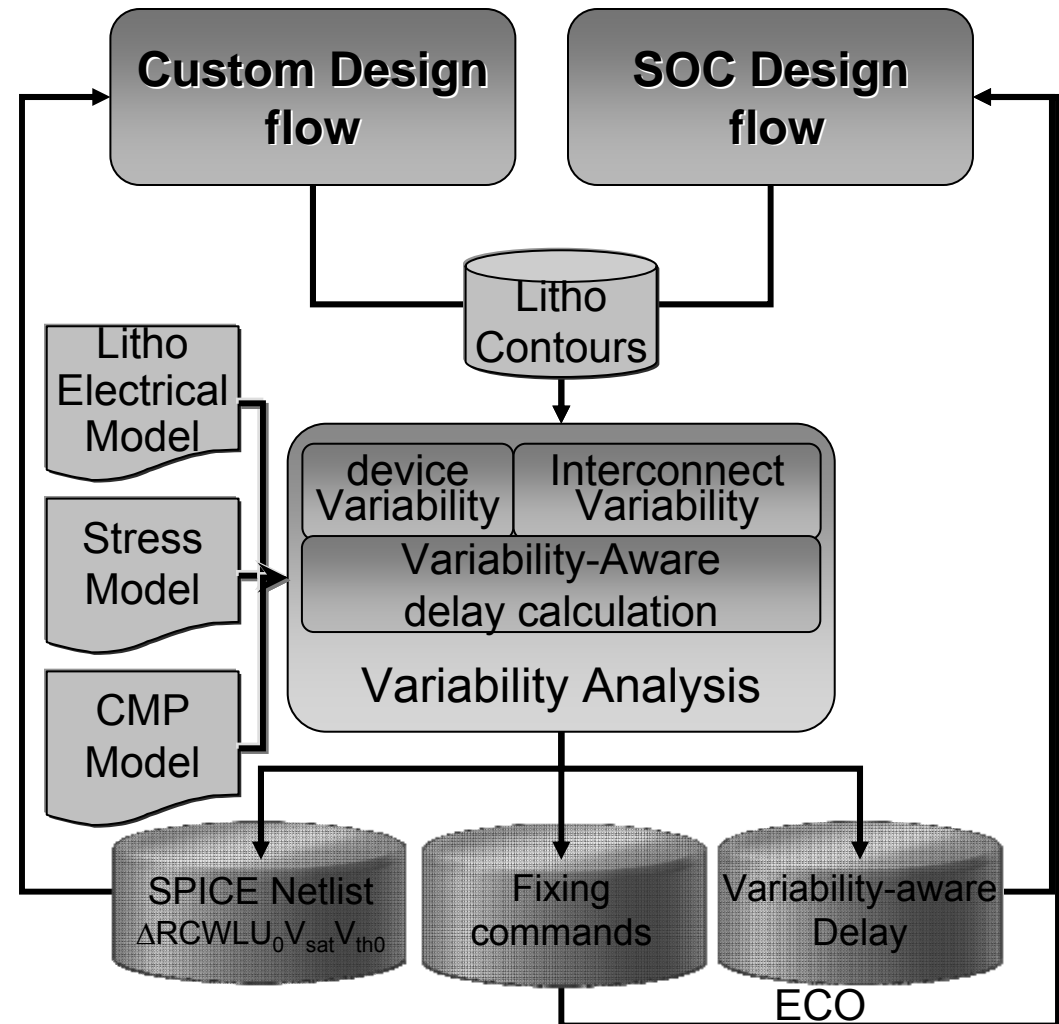 Custom Design
flow
SOC Design
flow
Litho
Contours
Litho
Electrical
Model
Stress
Model
CMP
Model
device
Variability
Interconnect
Variability
Variability-Aware
delay calculation
Variability Analysis
SPICE Netlist
ΔRCWLU₀VsatVth0
Fixing
commands
Variability-aware
Delay
ECO